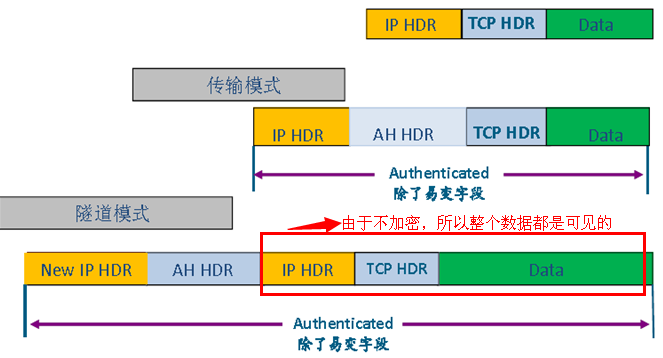 IP HDR TCP HDR Data
传输模式
IP HDR AH HDR TCP HDR Data
Authenticated
除了易变字段
隧道模式
由于不加密，所以整个数据都是可见的
New IP HDR AH HDR IP HDR TCP HDR Data
Authenticated
除了易变字段